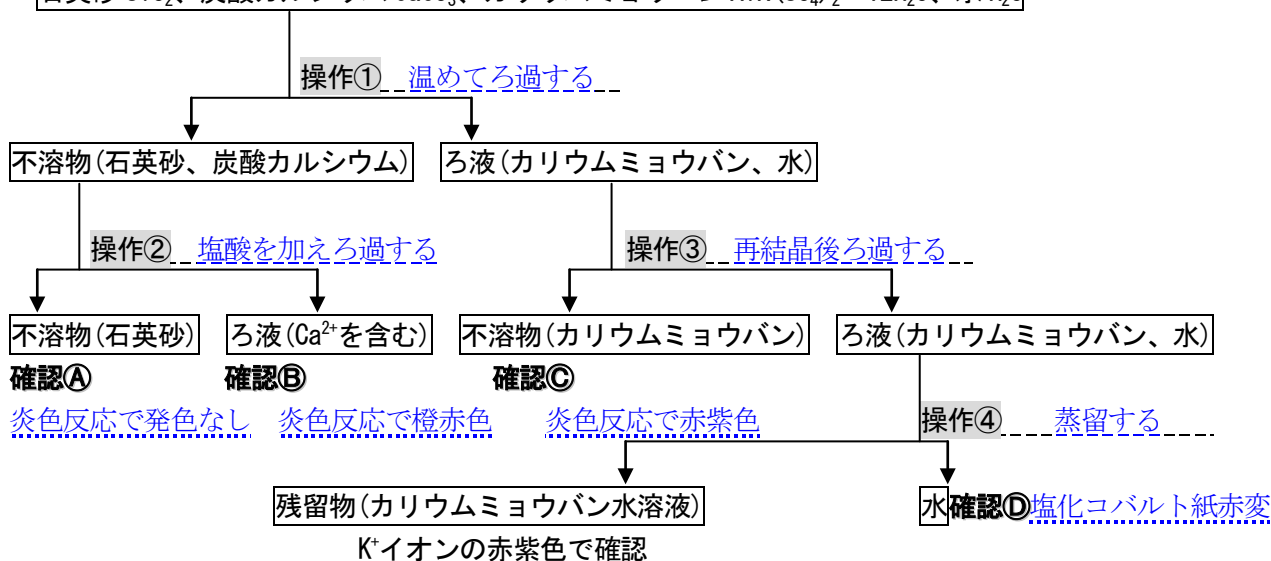 操作① 温めてろ過する
不溶物(石英砂、炭酸カルシウム)
ろ液(カリウムミョウバン、水)
操作② 塩酸を加えろ過する
操作③ 再結晶後ろ過する
不溶物(石英砂)
ろ液(Ca²⁺を含む)
不溶物(カリウムミョウバン)
ろ液(カリウムミョウバン、水)
確認Ⓐ
確認Ⓑ
確認Ⓒ
炎色反応で発色なし
炎色反応で橙赤色
炎色反応で赤紫色
操作④ 蒸留する
残留物(カリウムミョウバン水溶液)
水確認Ⓓ塩化コバルト紙赤変
K⁺イオンの赤紫色で確認